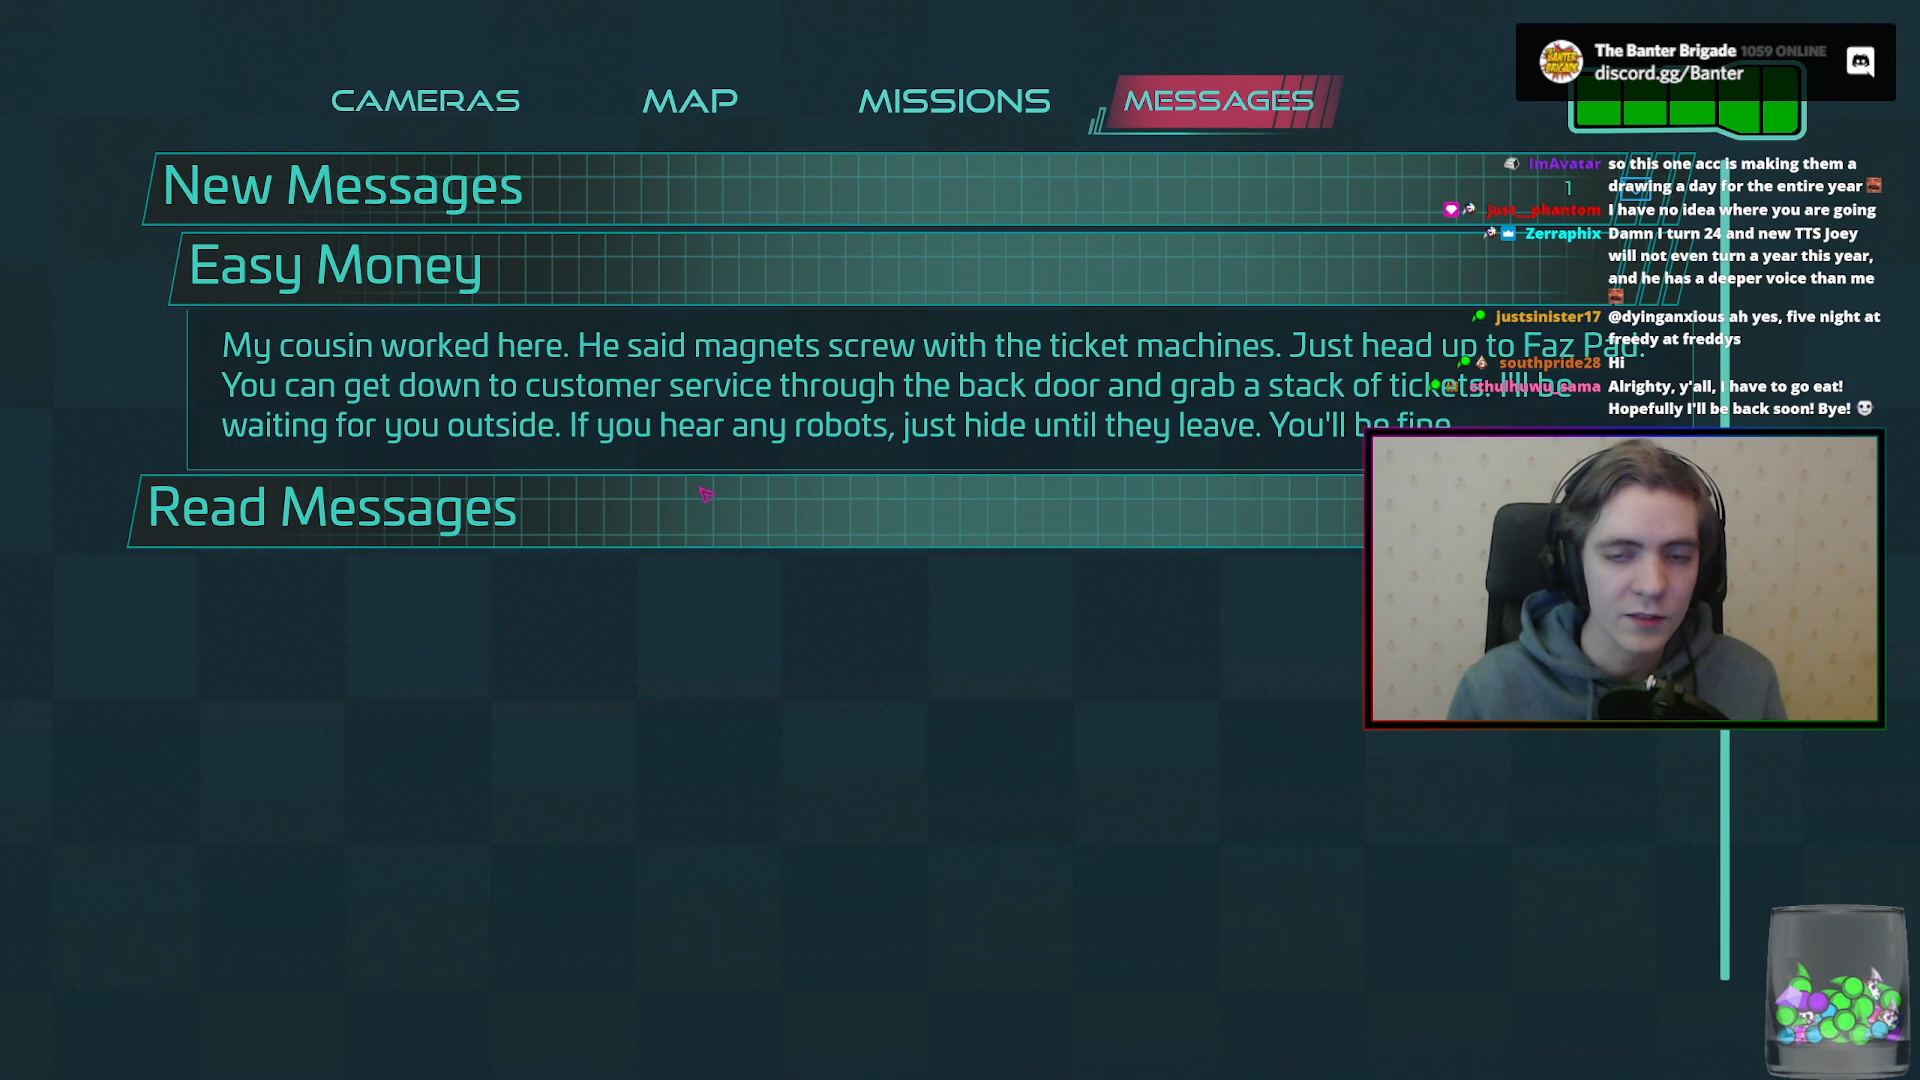 The Banter Brigade 1059 ONLINE
discord.gg/Banter
CAMERAS
MAP
MISSIONS
MESSAGES
New Messages
1
Easy Money
My cousin worked here. He said magnets screw with the ticket machines. Just head up to Faz Pad.
You can get down to customer service through the back door and grab a stack of tickets. I'll be
waiting for you outside. If you hear any robots, just hide until they leave. You'll be fine.
Read Messages
ImAvatar so this one acc is making them a
drawing a day for the entire year
just__phantom I have no idea where you are going
Zerraphix Damn I turn 24 and new TTS Joey
will not even turn a year this year,
and he has a deeper voice than me
justsinister17 @dyinganxious ah yes, five night at
freedy at freddys
southpride28 Hi
cthulhuwu_sama Alrighty, y'all, I have to go eat!
Hopefully I'll be back soon! Bye!